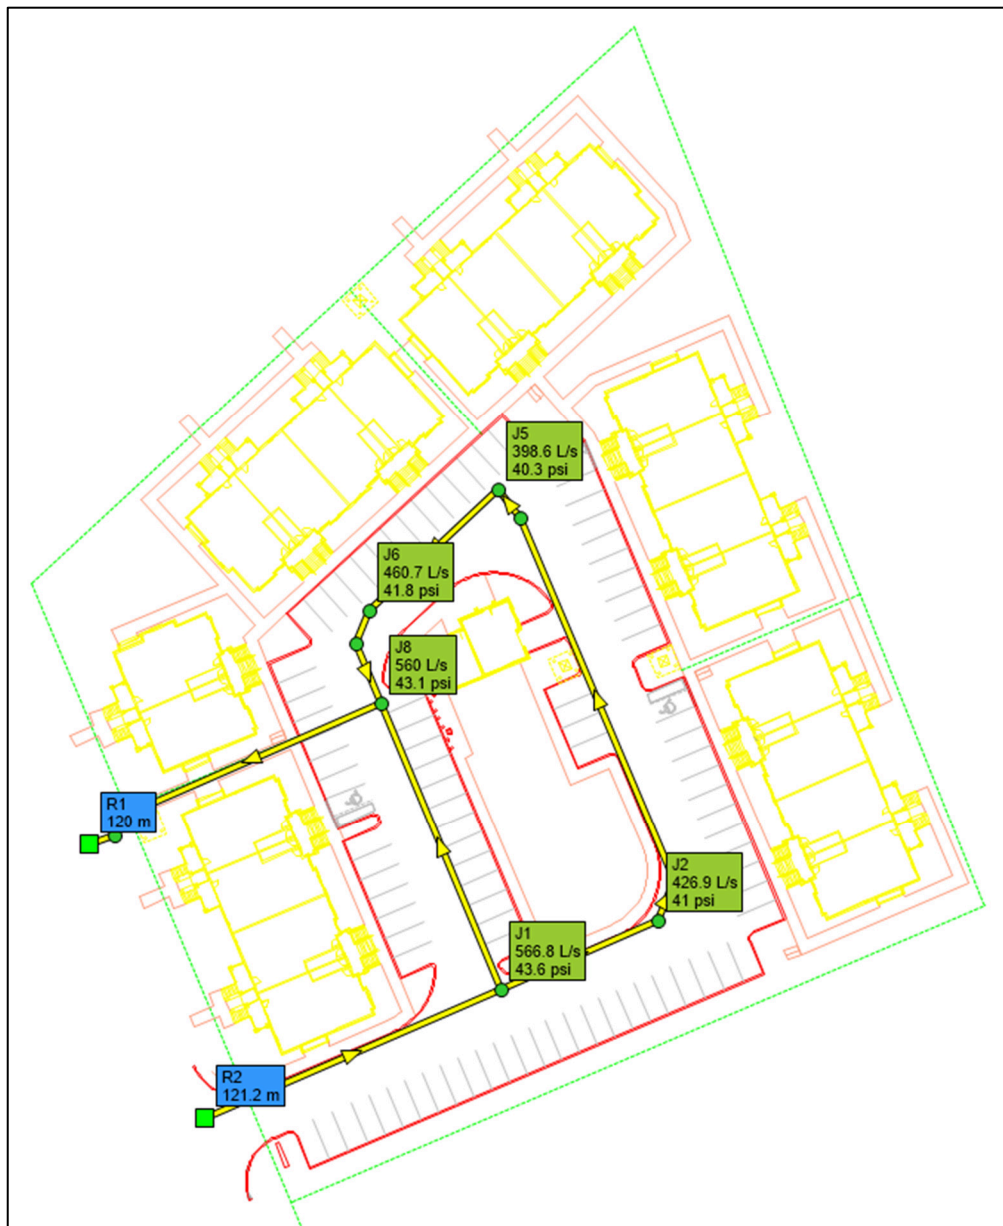 J5
398.6 L/s
40.3 psi
J6
460.7 L/s
41.8 psi
J8
560 L/s
43.1 psi
R1
120 m
J2
426.9 L/s
41 psi
J1
566.8 L/s
43.6 psi
R2
121.2 m